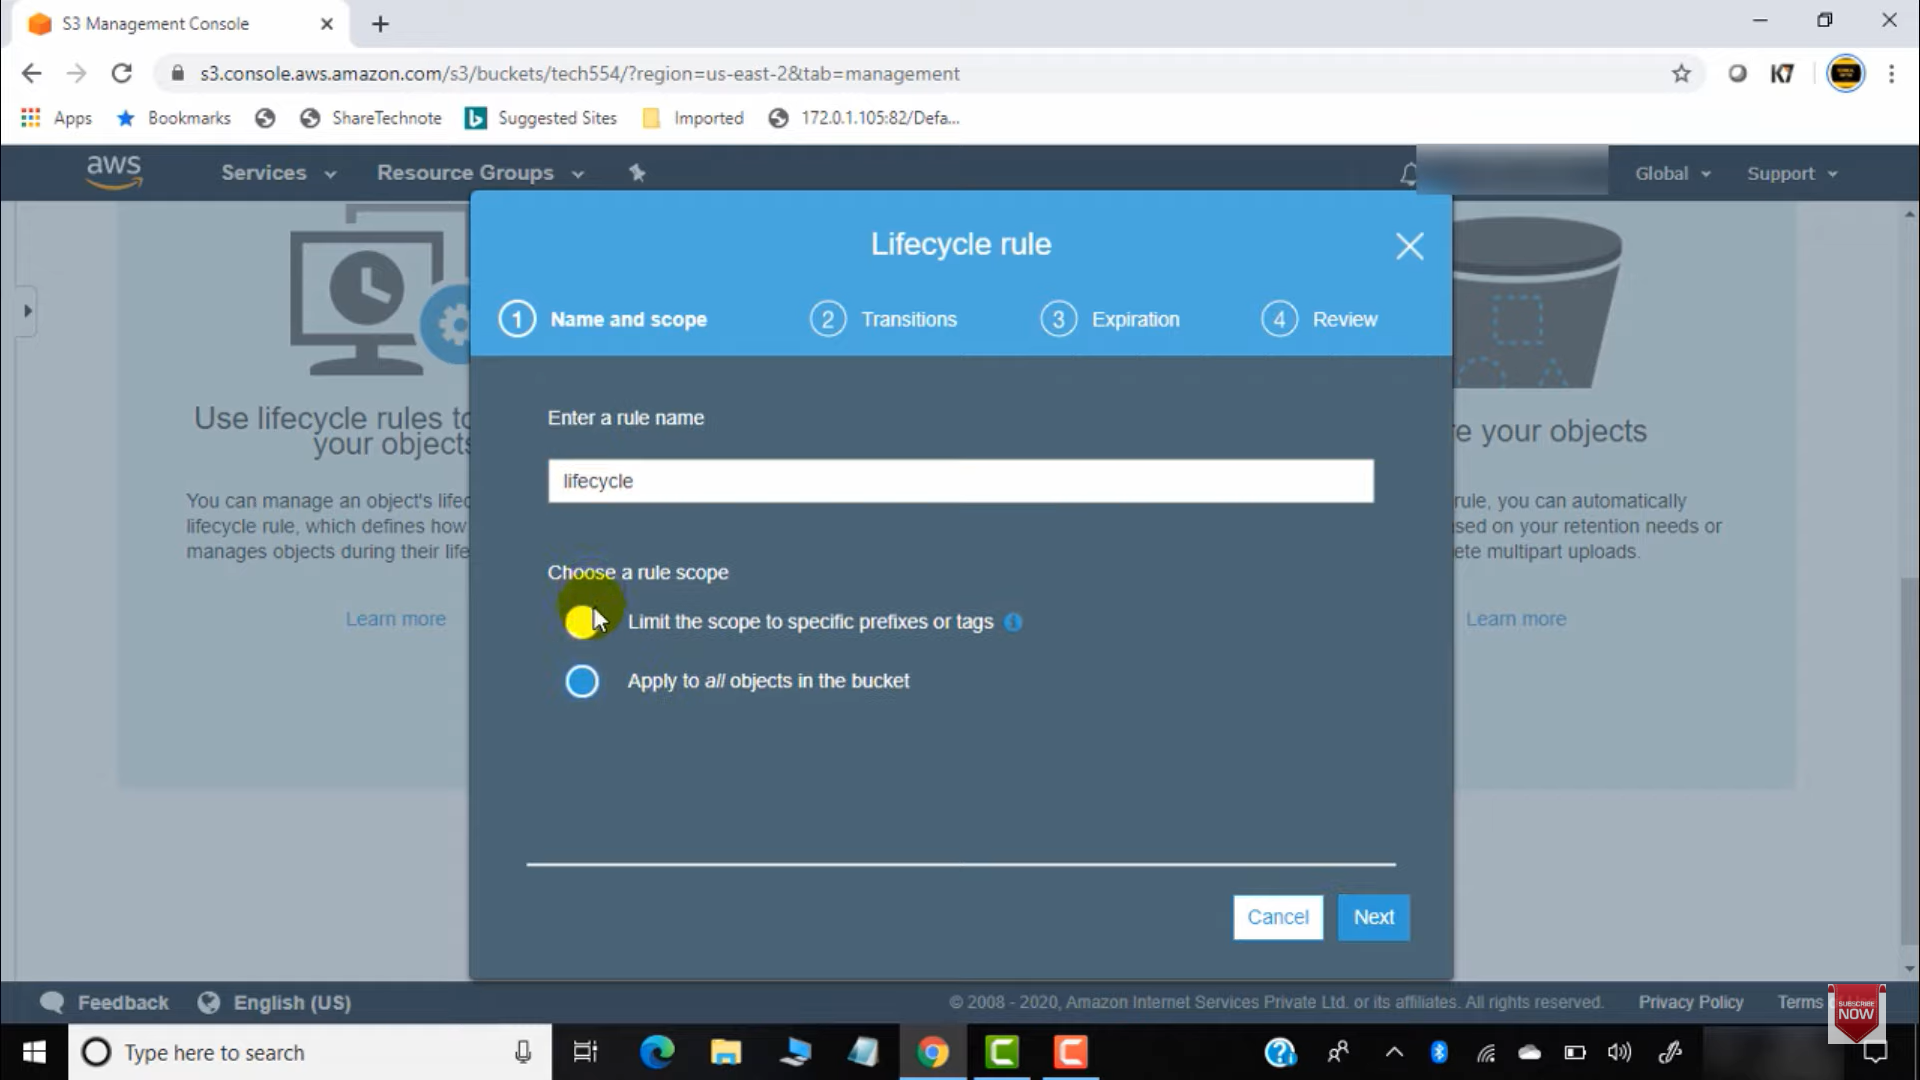 S3 Management Console
s3.console.aws.amazon.com/s3/buckets/tech554/?region=us-east-2&tab=management
K7
Apps
Bookmarks
ShareTechnote
Suggested Sites
Imported
172.0.1.105:82/Defa...
aws
Services
Resource Groups
Global
Support
Lifecycle rule
1 Name and scope
2 Transitions
3 Expiration
4 Review
Use lifecycle rules to
your objects
You can manage an object's lifec
lifecycle rule, which defines how
manages objects during their life
Learn more
Enter a rule name
lifecycle
Choose a rule scope
Limit the scope to specific prefixes or tags
Apply to all objects in the bucket
Cancel
Next
e your objects
rule, you can automatically
sed on your retention needs or
ete multipart uploads.
Learn more
Feedback
English (US)
© 2008 - 2020, Amazon Internet Services Private Ltd. or its affiliates. All rights reserved.
Privacy Policy
Terms
SUBSCRIBE
NOW
Type here to search